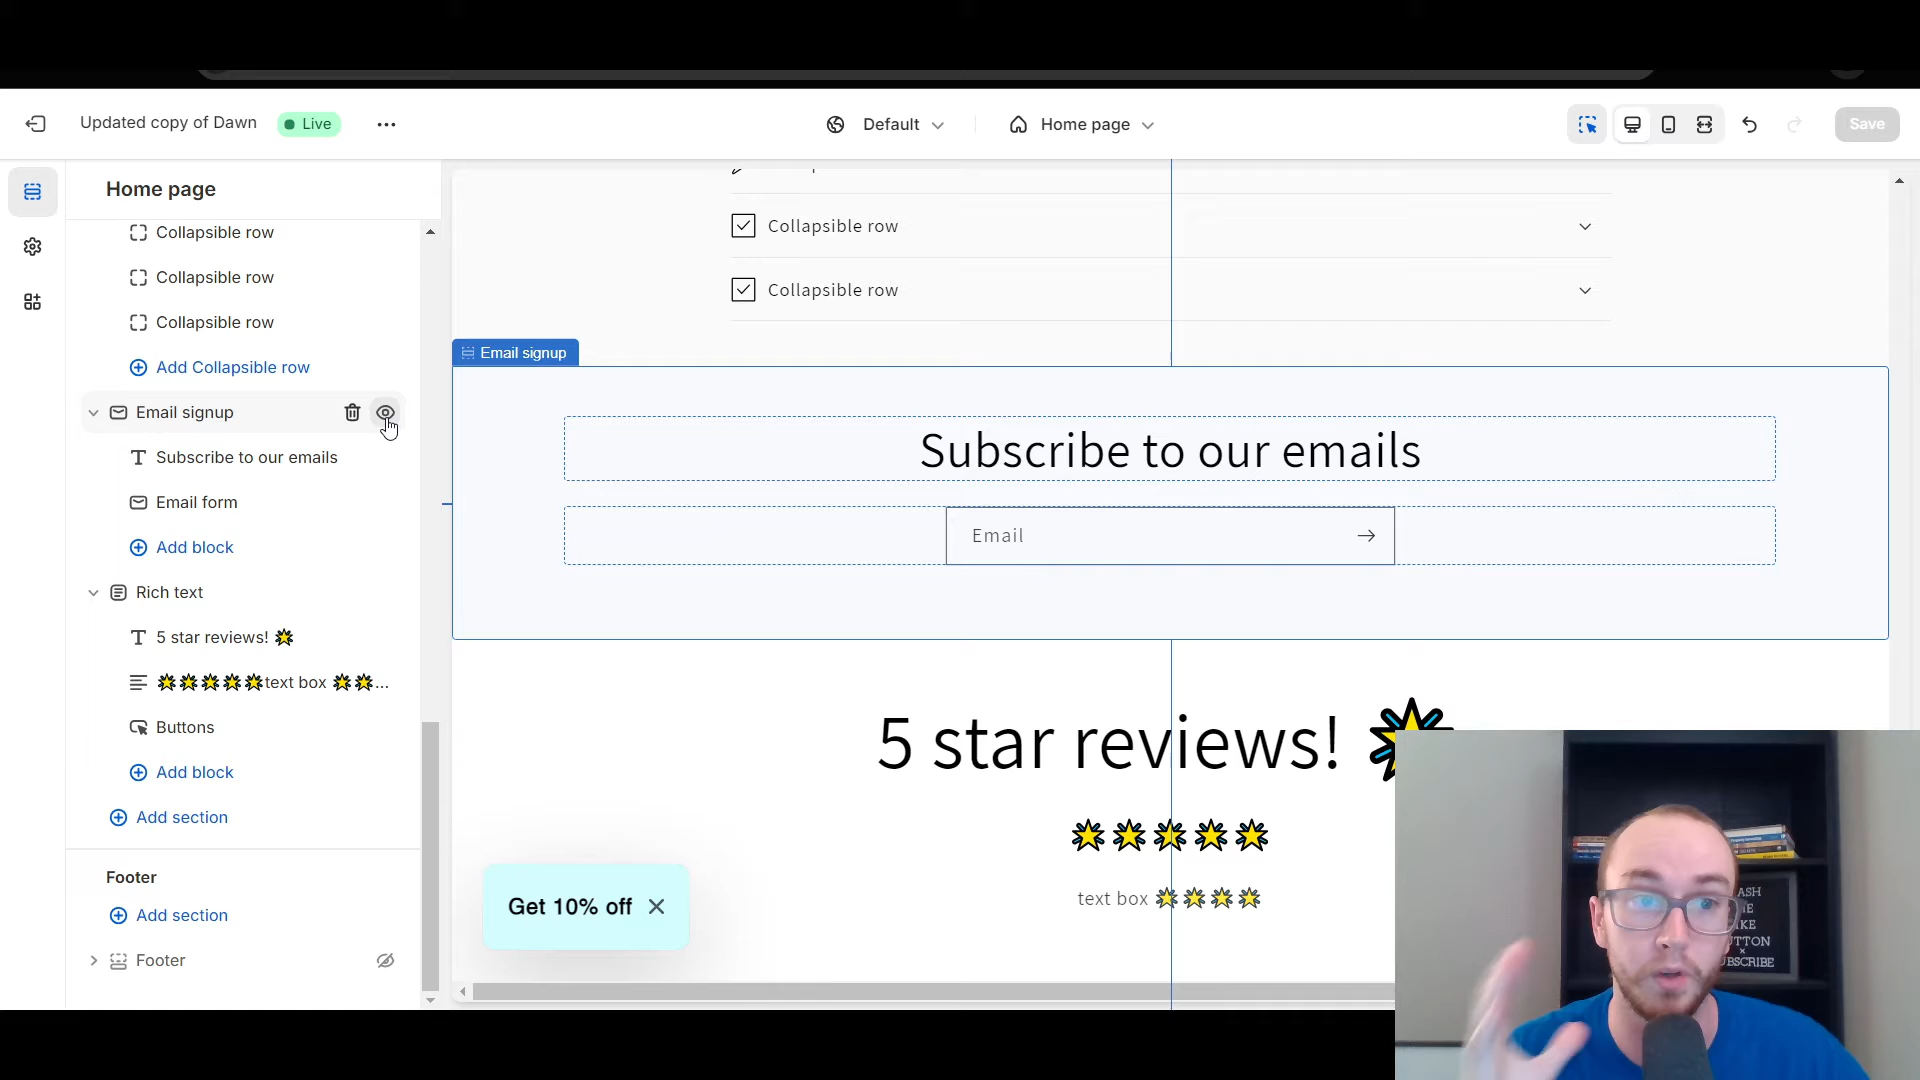 Updated copy of Dawn
Live
Default
Home page
Save
Home page
Collapsible row
Collapsible row
Collapsible row
Add Collapsible row
Email signup
Subscribe to our emails
Email form
Add block
Rich text
5 star reviews!
text box ...
Buttons
Add block
Add section
Footer
Add section
Footer
Collapsible row
Collapsible row
Email signup
Subscribe to our emails
Email
5 star reviews!
text box
Get 10% off